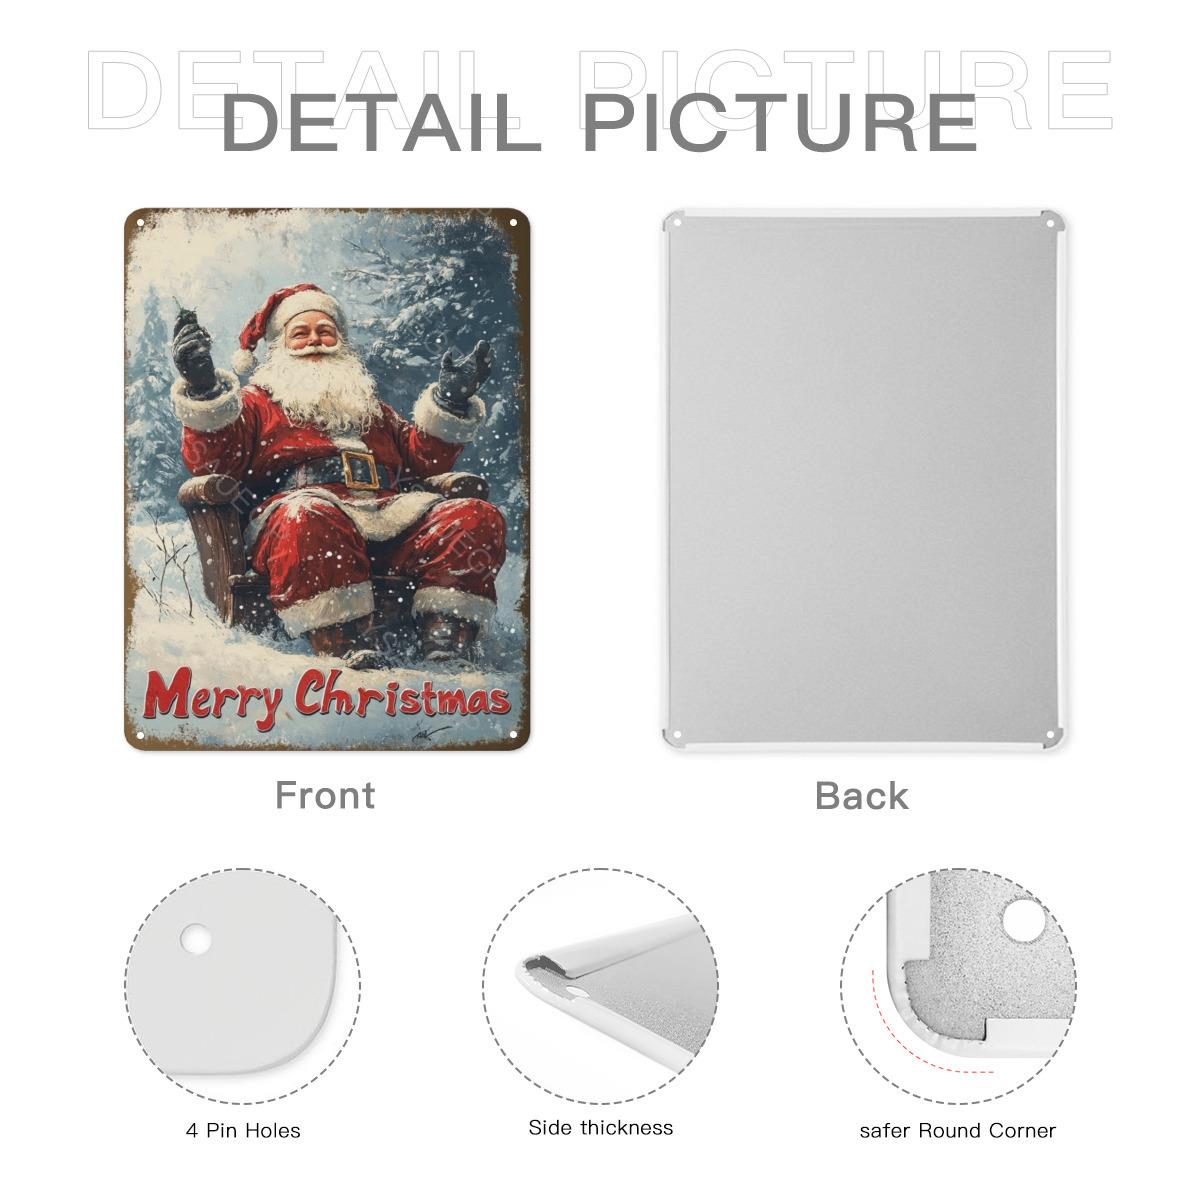 DETAIL PICTURE
DETAIL PICTURE
Merry Christmas
Front
Back
4 Pin Holes
Side thickness
safer Round Corner